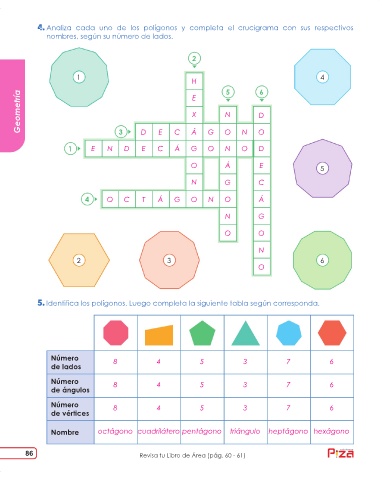 4. Analiza cada uno de los polígonos y completa el crucigrama con sus respectivos
nombres, según su número de lados.
Geometría
2
1
4
H
5 6
E
X N D
3 D E C Á G O N O
1 E N D E C Á G O N O D
O Á E
5
N G C
4 O C T Á G O N O Á
N G
O O
N
2 3 6
O
5. Identifica los polígonos. Luego completa la siguiente tabla según corresponda.
Número de lados 8 4 5 3 7 6
Número de ángulos 8 4 5 3 7 6
Número de vértices 8 4 5 3 7 6
Nombre octágono cuadrilátero pentágono triángulo heptágono hexágono
86 Revisa tu Libro de Área (pág. 60 - 61)